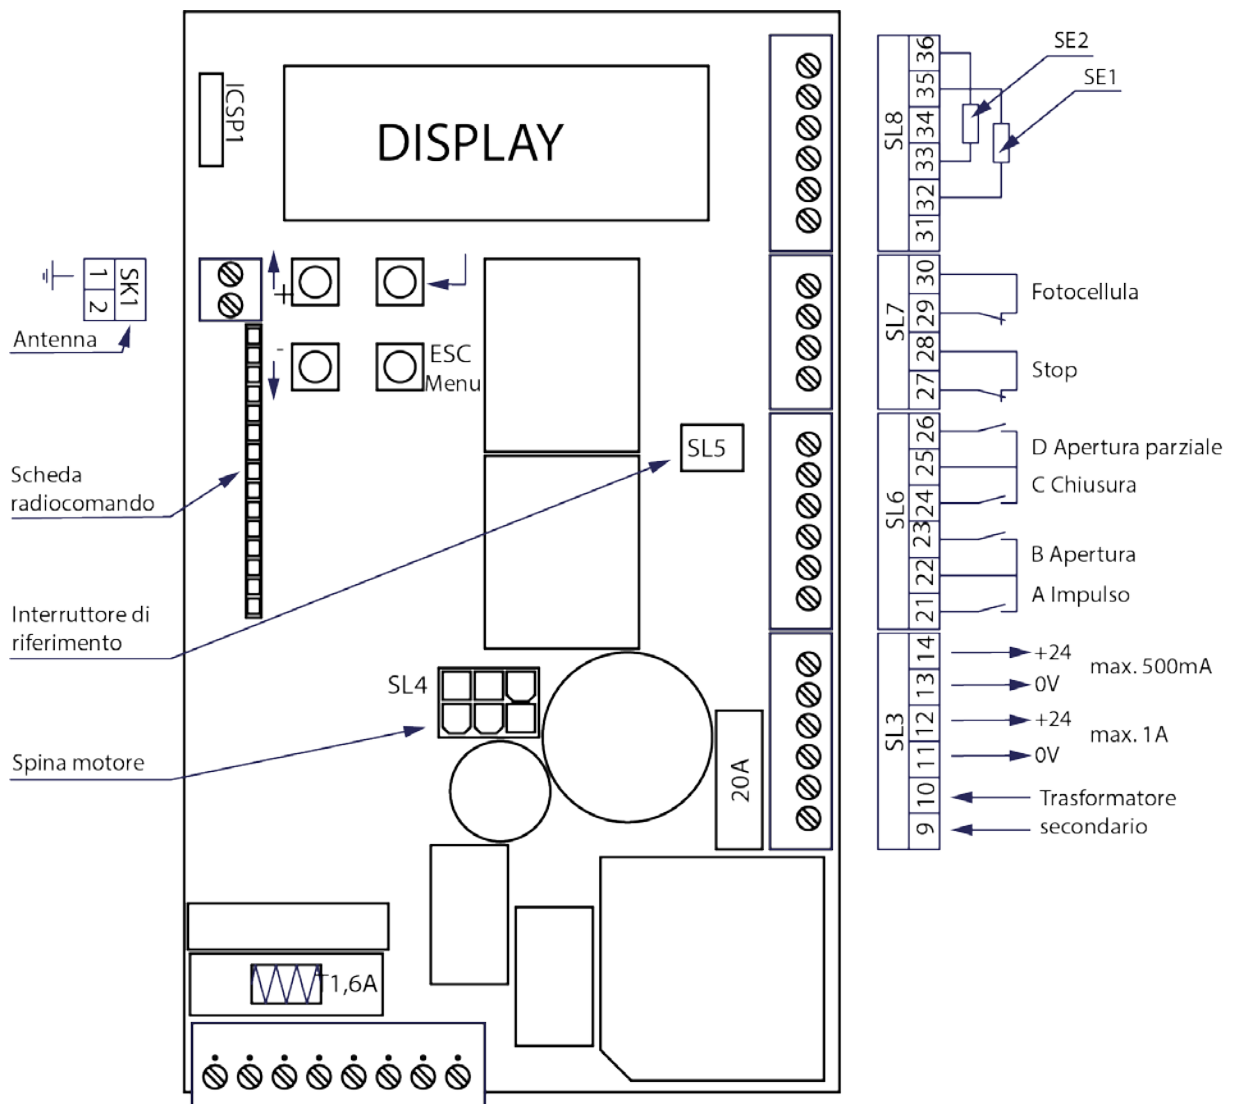 DISPLAY
ICSP1
SK1
1
2
Antenna
+
-
ESC
Menu
Scheda
radiocomando
Interruttore di
riferimento
SL5
SL4
Spina motore
20A
T1,6A
SL8
36
35
34
33
32
31
SE2
SE1
SL7
30
29
28
27
Fotocellula
Stop
SL6
26
25
24
23
22
21
D Apertura parziale
C Chiusura
B Apertura
A Impulso
SL3
14
13
12
11
10
9
+24
0V
max. 500mA
+24
0V
max. 1A
Trasformatore
secondario